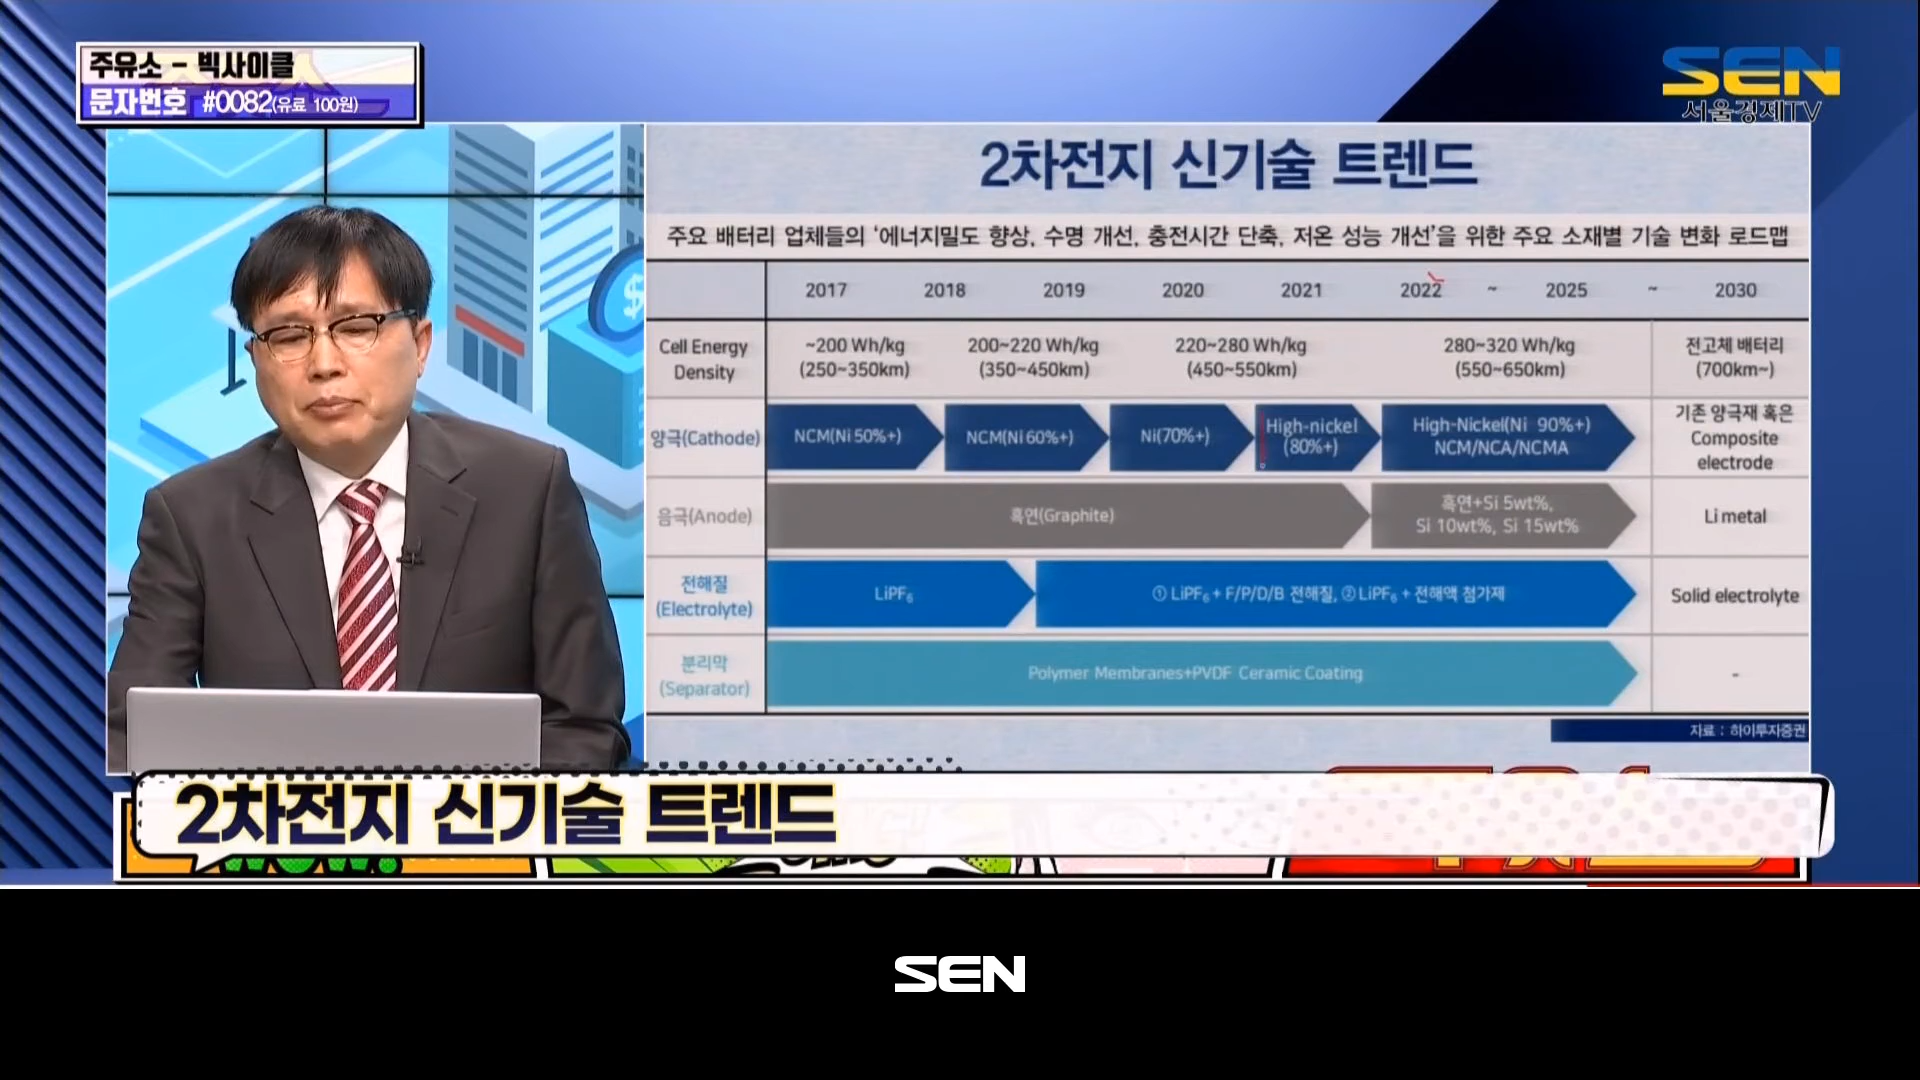 주유소 - 빅사이클
문자번호 #0082(유료 100원)
SEN
서울경제TV
2차전지 신기술 트렌드
주요 배터리 업체들의 '에너지밀도 향상, 수명 개선, 충전시간 단축, 저온 성능 개선'을 위한 주요 소재별 기술 변화 로드맵
2017 2018 2019 2020 2021 2022 ~ 2025 ~ 2030
Cell Energy
Density
~200 Wh/kg
(250~350km)
200~220 Wh/kg
(350~450km)
220~280 Wh/kg
(450~550km)
280~320 Wh/kg
(550~650km)
전고체 배터리
(700km~)
양극(Cathode)
NCM(Ni 50%+)
NCM(Ni 60%+)
Ni(70%+)
High-nickel
(80%+)
High-Nickel(Ni 90%+)
NCM/NCA/NCMA
기존 양극재 혹은
Composite
electrode
음극(Anode)
흑연(Graphite)
흑연+Si 5wt%,
Si 10wt%, Si 15wt%
Li metal
전해질
(Electrolyte)
LiPF₆
① LiPF₆ + F/P/D/B 전해질, ② LiPF₆ + 전해액 첨가제
Solid electrolyte
분리막
(Separator)
Polymer Membranes+PVDF Ceramic Coating
-
자료 : 하이투자증권
2차전지 신기술 트렌드
SEN